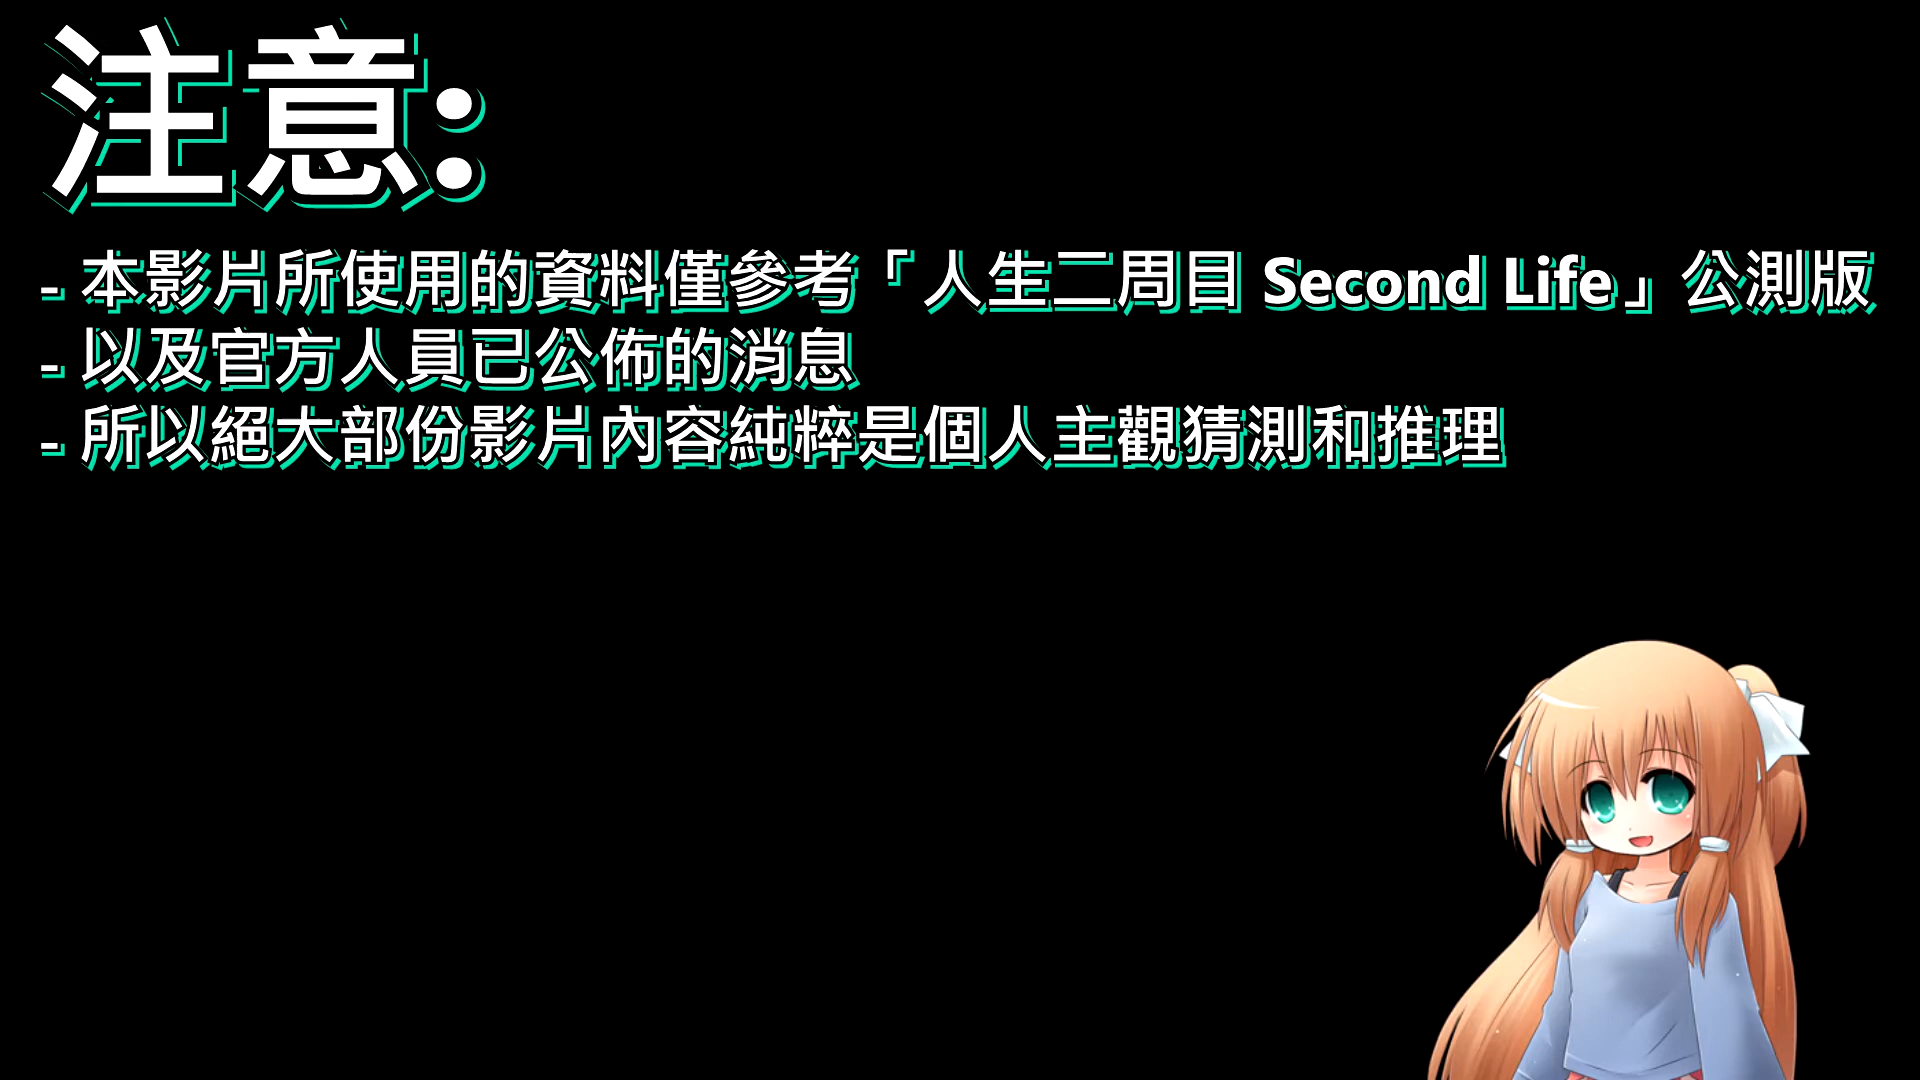 注意:
- 本影片所使用的資料僅參考「人生二周目 Second Life」公測版
- 以及官方人員已公佈的消息
- 所以絕大部份影片內容純粹是個人主觀猜測和推理